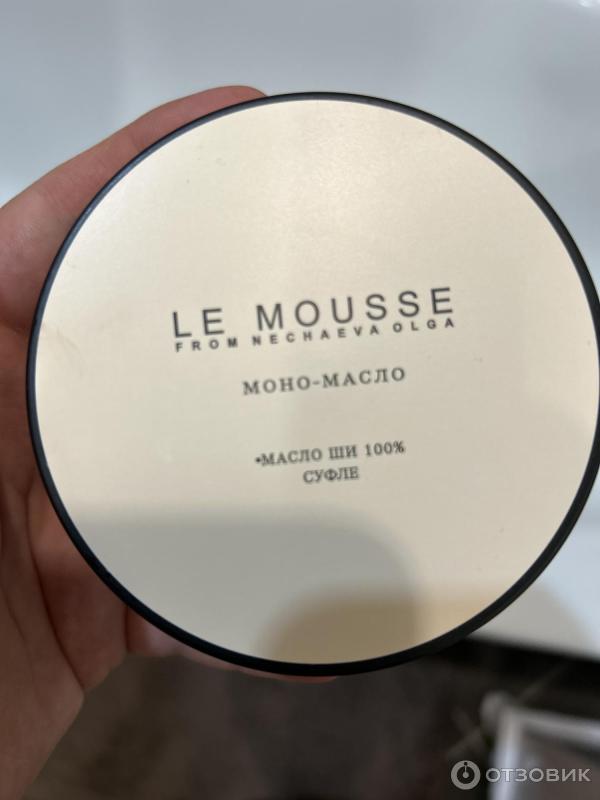 LE MOUSSE
FROM NECHAEVA OLGA
МОНО-МАСЛО
•МАСЛО ШИ 100%
СУФЛЕ
ОТЗОВИК